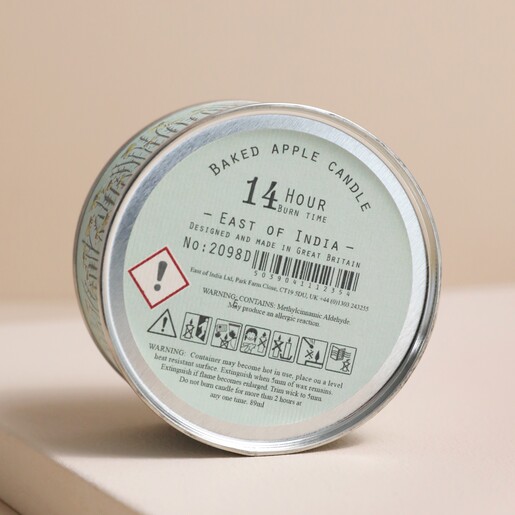 BAKED APPLE CANDLE
14 HOUR
BURN TIME
– EAST OF INDIA –
DESIGNED AND MADE IN GREAT BRITAIN
No:2098D
East of India Ltd, Park Farm Close, CT19 5DU, UK +44 (0)1303 243235
WARNING CONTAINS: Methylcinnamic Aldehyde.
May produce an allergic reaction.
WARNING: Container may become hot in use, place on a level
heat resistant surface. Extinguish when 5mm of wax remains.
Extinguish if flame becomes enlarged. Trim wick to 5mm.
Do not burn candle for more than 2 hours at
any one time. 89ml